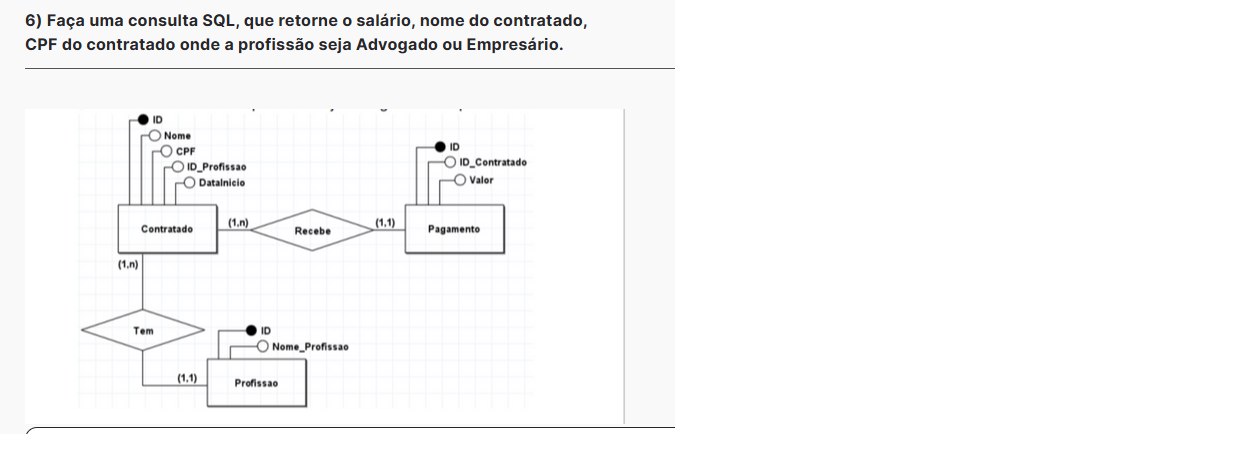 6) Faça uma consulta SQL, que retorne o salário, nome do contratado,
CPF do contratado onde a profissão seja Advogado ou Empresário.
ID
Nome
CPF
ID_Profissao
DataInicio
Contratado
(1,n)
Recebe
(1,1)
ID
ID_Contratado
Valor
Pagamento
(1,n)
Tem
(1,1)
ID
Nome_Profissao
Profissao